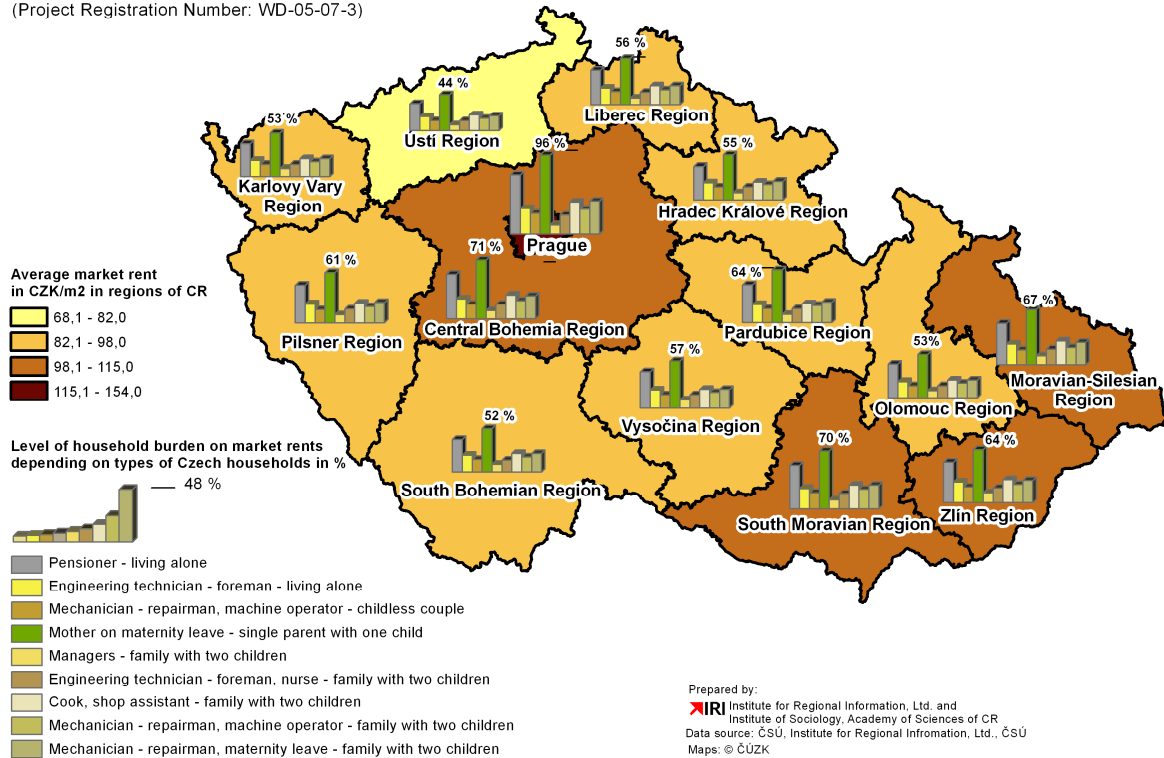 (Project Registration Number: WD-05-07-3)
56 %
Liberec Region
44 %
Ústí Region
53 %
Karlovy Vary
Region
96 %
Prague
55 %
Hradec Králové Region
61 %
Pilsner Region
71 %
Central Bohemia Region
64 %
Pardubice Region
67 %
Moravian-Silesian
Region
57 %
Vysočina Region
53%
Olomouc Region
52 %
South Bohemian Region
70 %
South Moravian Region
64 %
Zlín Region
Average market rent
in CZK/m2 in regions of CR
68,1 - 82,0
82,1 - 98,0
98,1 - 115,0
115,1 - 154,0
Level of household burden on market rents
depending on types of Czech households in %
48 %
Pensioner - living alone
Engineering technician - foreman - living alone
Mechanician - repairman, machine operator - childless couple
Mother on maternity leave - single parent with one child
Managers - family with two children
Engineering technician - foreman, nurse - family with two children
Cook, shop assistant - family with two children
Mechanician - repairman, machine operator - family with two children
Mechanician - repairman, maternity leave - family with two children
Prepared by:
IRI Institute for Regional Information, Ltd. and
Institute of Sociology, Academy of Sciences of CR
Data source: ČSÚ, Institute for Regional Infromation, Ltd., ČSÚ
Maps: © ČÚZK